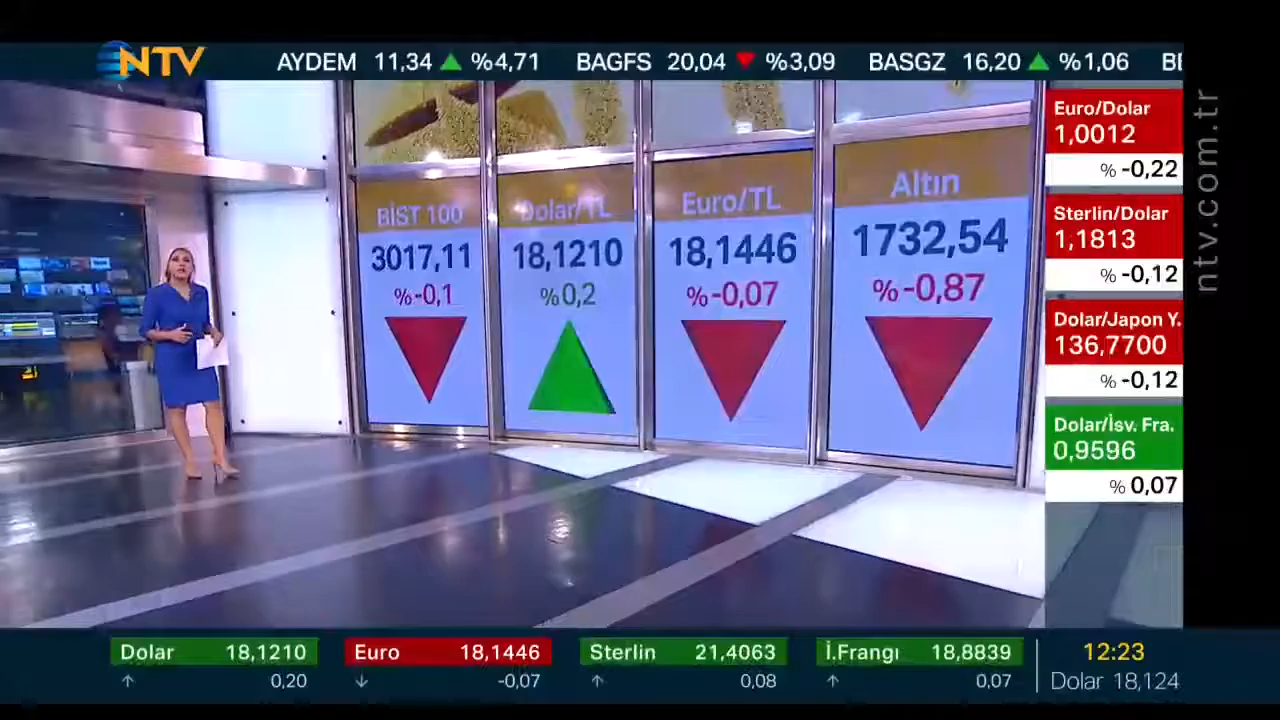 NTV
AYDEM 11,34 %4,71 BAGFS 20,04 %3,09 BASGZ 16,20 %1,06
ntv.com.tr
BİST 100
3017,11
%-0,1
Dolar/TL
18,1210
%0,2
Euro/TL
18,1446
%-0,07
Altın
1732,54
%-0,87
Euro/Dolar
1,0012
% -0,22
Sterlin/Dolar
1,1813
% -0,12
Dolar/Japon Y.
136,7700
% -0,12
Dolar/İsv. Fra.
0,9596
% 0,07
Dolar 18,1210
↑ 0,20
Euro 18,1446
↓ -0,07
Sterlin 21,4063
↑ 0,08
İ.Frangı 18,8839
↑ 0,07
12:23
Dolar 18,124